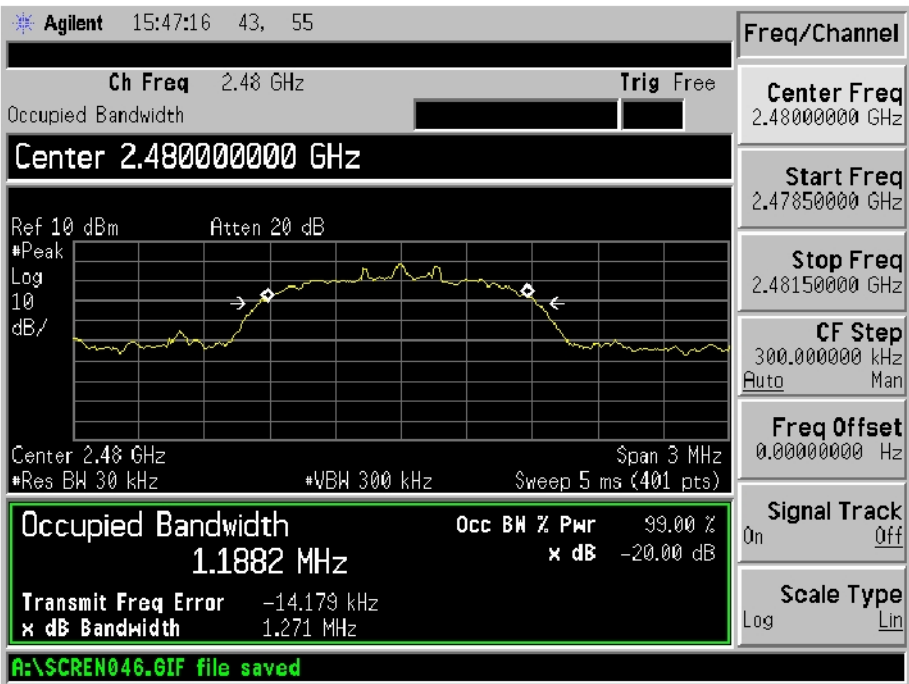 Agilent 15:47:16 43, 55
Freq/Channel
Ch Freq 2.48 GHz Trig Free
Occupied Bandwidth
Center 2.480000000 GHz
Ref 10 dBm Atten 20 dB
#Peak
Log
10
dB/
Center 2.48 GHz Span 3 MHz
#Res BW 30 kHz #VBW 300 kHz Sweep 5 ms (401 pts)
Occupied Bandwidth
1.1882 MHz
Occ BW % Pwr 99.00 %
x dB -20.00 dB
Transmit Freq Error -14.179 kHz
x dB Bandwidth 1.271 MHz
A:\SCREN046.GIF file saved
Center Freq
2.48000000 GHz
Start Freq
2.47850000 GHz
Stop Freq
2.48150000 GHz
CF Step
300.000000 kHz
Auto Man
Freq Offset
0.00000000 Hz
Signal Track
On Off
Scale Type
Log Lin